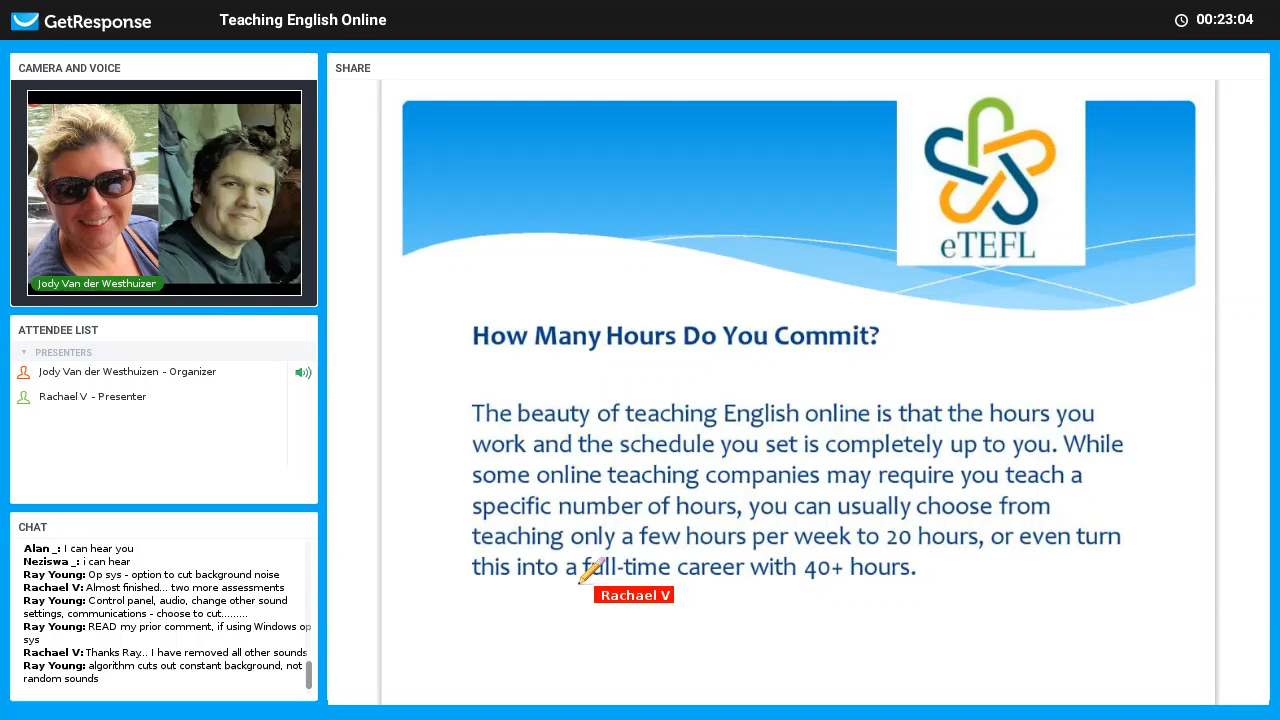 GetResponse
Teaching English Online
00:23:04
CAMERA AND VOICE
Jody Van der Westhuizen
ATTENDEE LIST
PRESENTERS
Jody Van der Westhuizen - Organizer
Rachael V - Presenter
CHAT
Alan _: I can hear you
Neziswa _: i can hear
Ray Young: Op sys - option to cut background noise
Rachael V: Almost finished... two more assessments
Ray Young: Control panel, audio, change other sound
settings, communications - choose to cut.........
Ray Young: READ my prior comment, if using Windows op
sys
Rachael V: Thanks Ray... I have removed all other sounds
Ray Young: algorithm cuts out constant background, not
random sounds
SHARE
eTEFL
How Many Hours Do You Commit?
The beauty of teaching English online is that the hours you
work and the schedule you set is completely up to you. While
some online teaching companies may require you teach a
specific number of hours, you can usually choose from
teaching only a few hours per week to 20 hours, or even turn
this into a full-time career with 40+ hours.
Rachael V